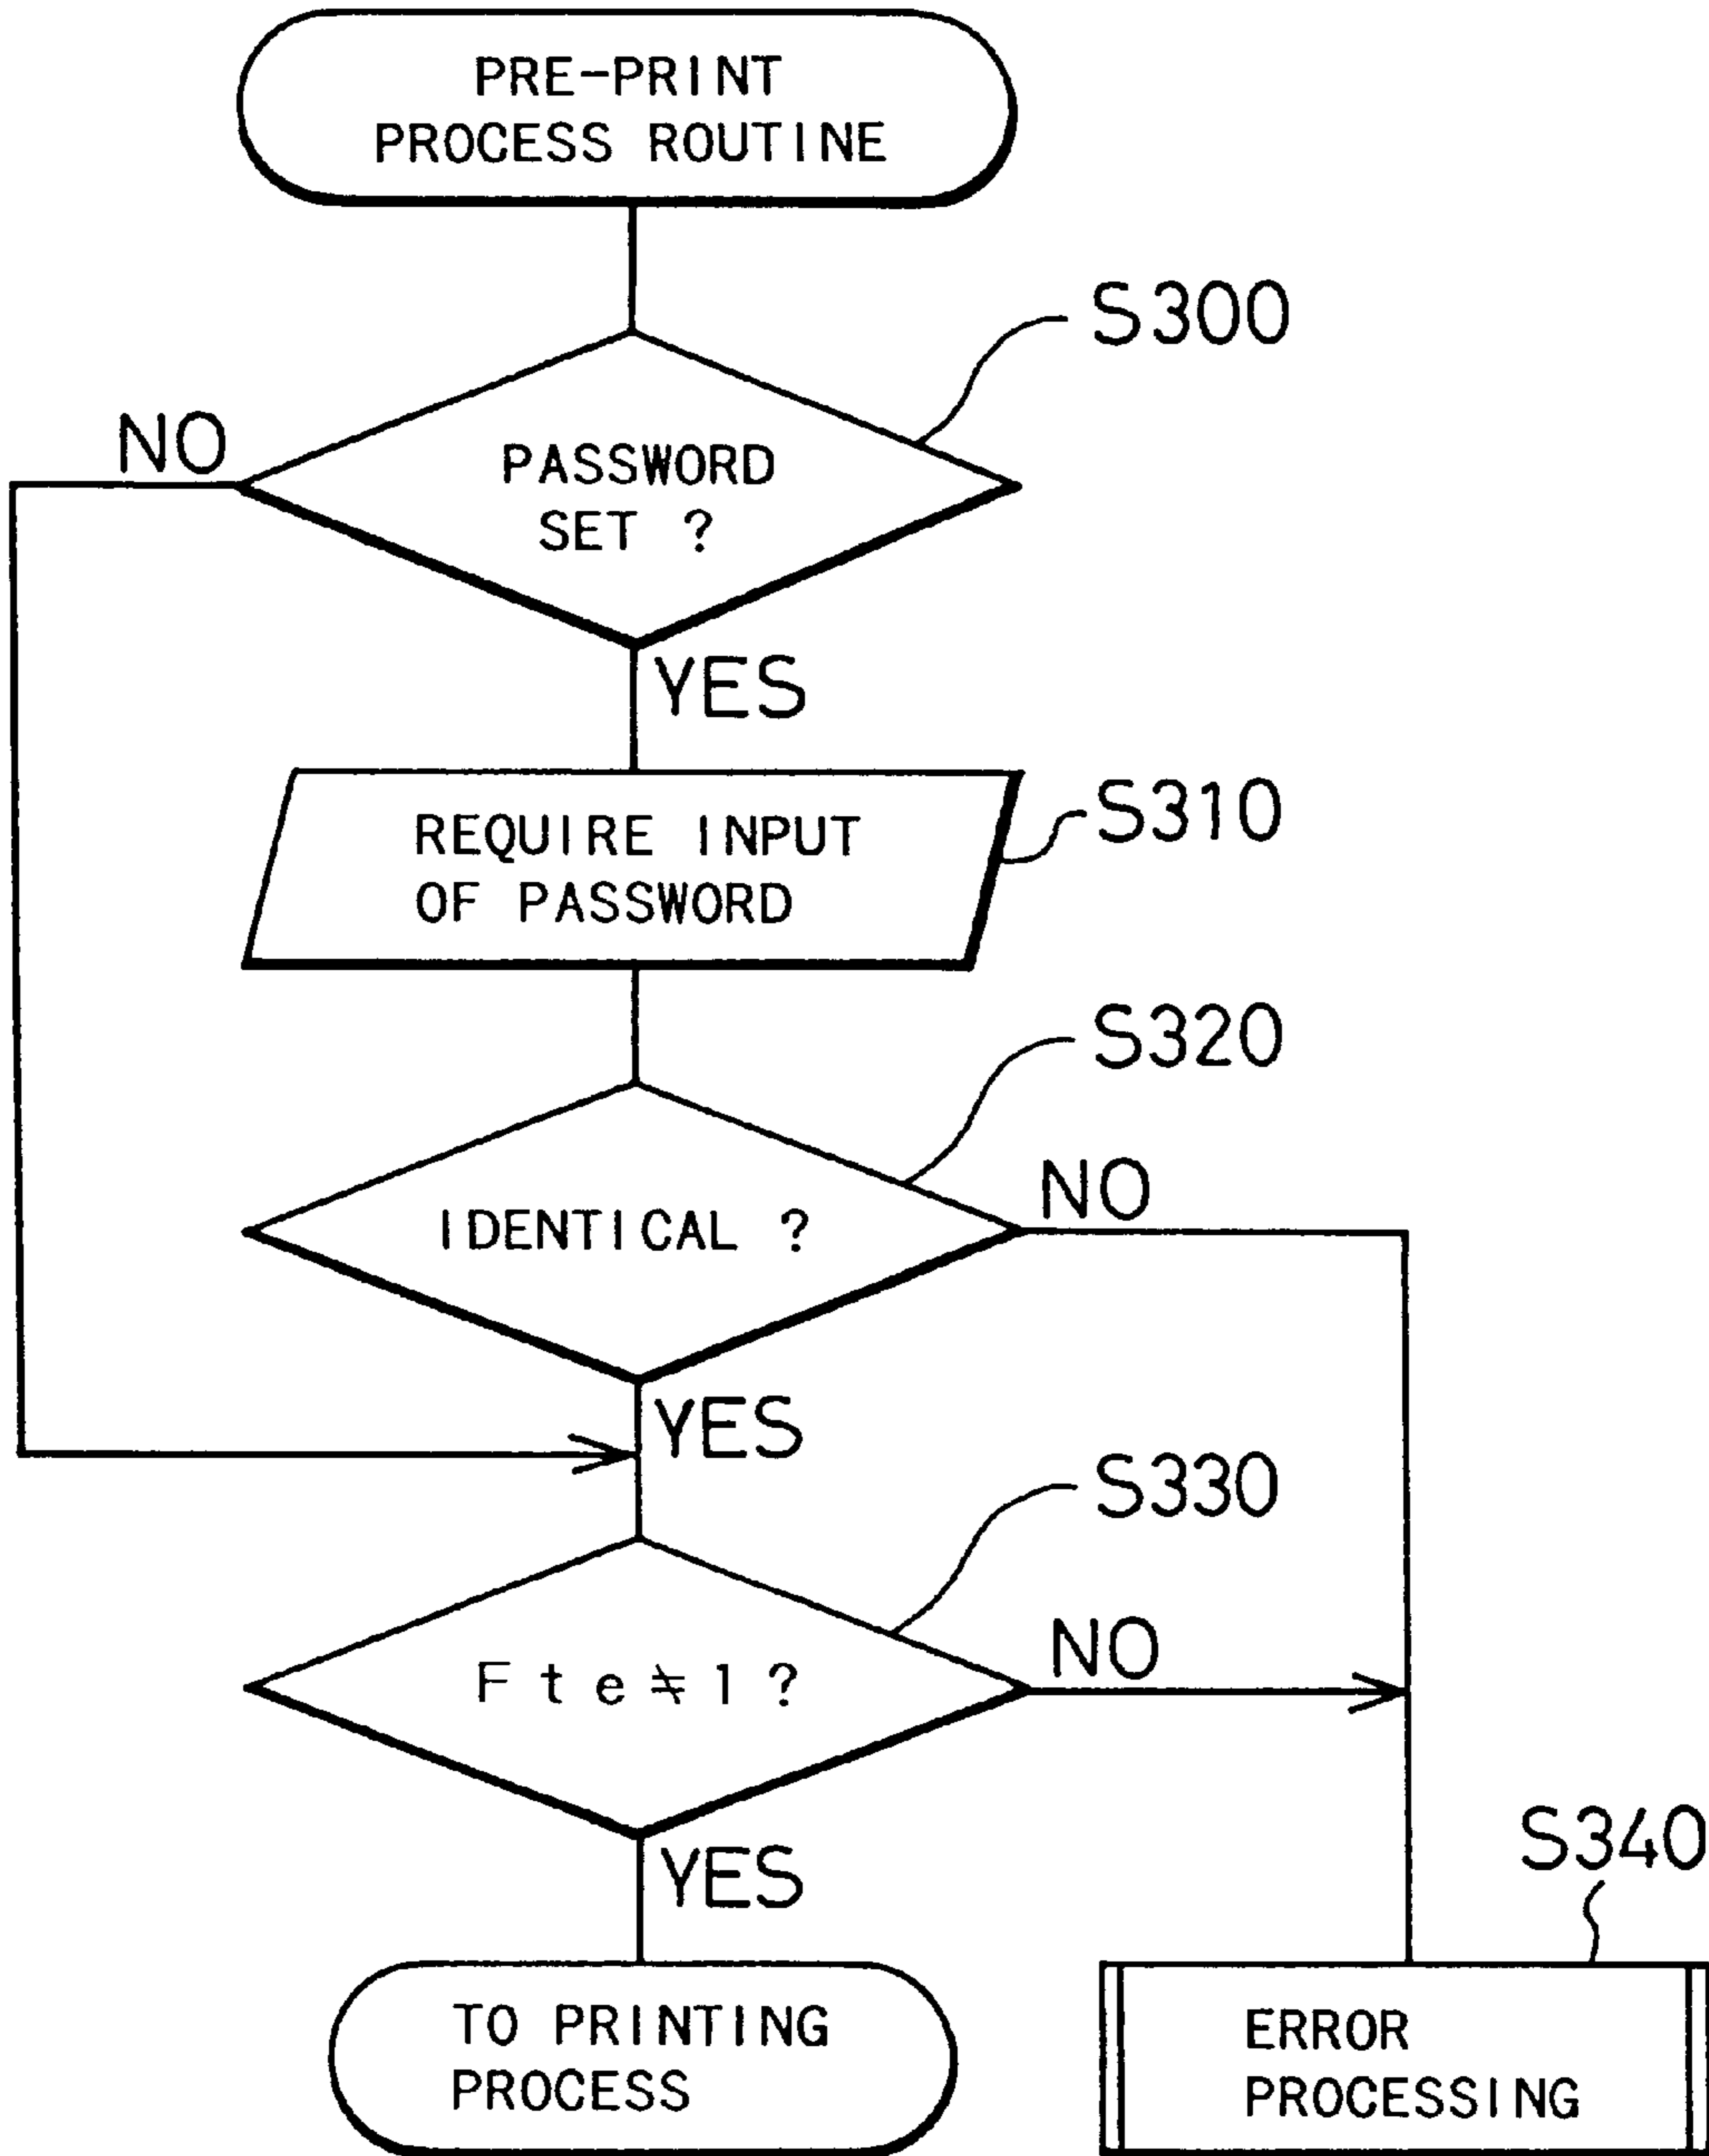 PRE-PRINT
PROCESS ROUTINE
S300
NO
PASSWORD
SET ?
YES
S310
REQUIRE INPUT
OF PASSWORD
S320
NO
IDENTICAL ?
YES
S330
NO
Fte≠1?
S340
YES
TO PRINTING
PROCESS
ERROR
PROCESSING